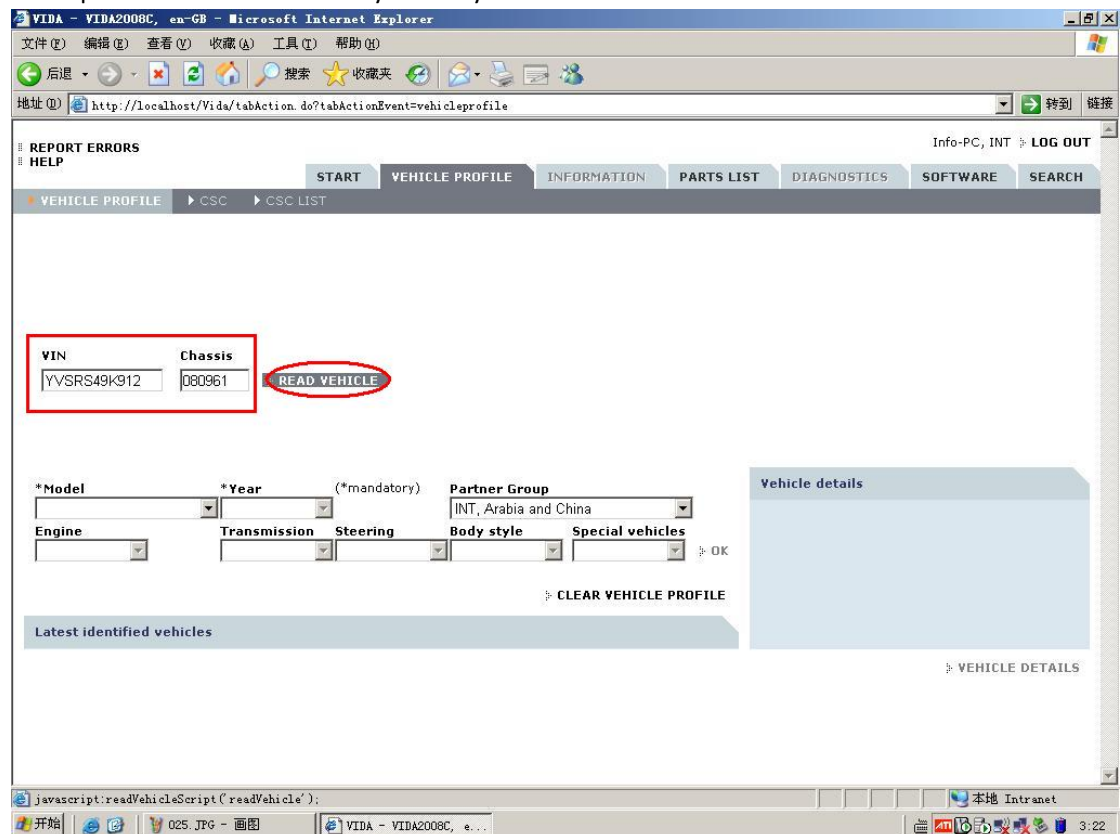 VIDA - VIDA2008C, en-GB - Microsoft Internet Explorer
文件(F) 编辑(E) 查看(V) 收藏(A) 工具(T) 帮助(H)
后退 搜索 收藏夹
地址(D) http://localhost/Vida/tabAction.do?tabActionEvent=vehicleprofile 转到 链接
REPORT ERRORS Info-PC, INT LOG OUT
HELP
START VEHICLE PROFILE INFORMATION PARTS LIST DIAGNOSTICS SOFTWARE SEARCH
VEHICLE PROFILE CSC CSC LIST
VIN Chassis
YVSRS49K912 080961 READ VEHICLE
*Model *Year (*mandatory) Partner Group Vehicle details
INT, Arabia and China
Engine Transmission Steering Body style Special vehicles
OK
CLEAR VEHICLE PROFILE
Latest identified vehicles
VEHICLE DETAILS
javascript:readVehicleScript('readVehicle'); 本地 Intranet
开始 025.JPG - 画图 VIDA - VIDA2008C, e... 3:22